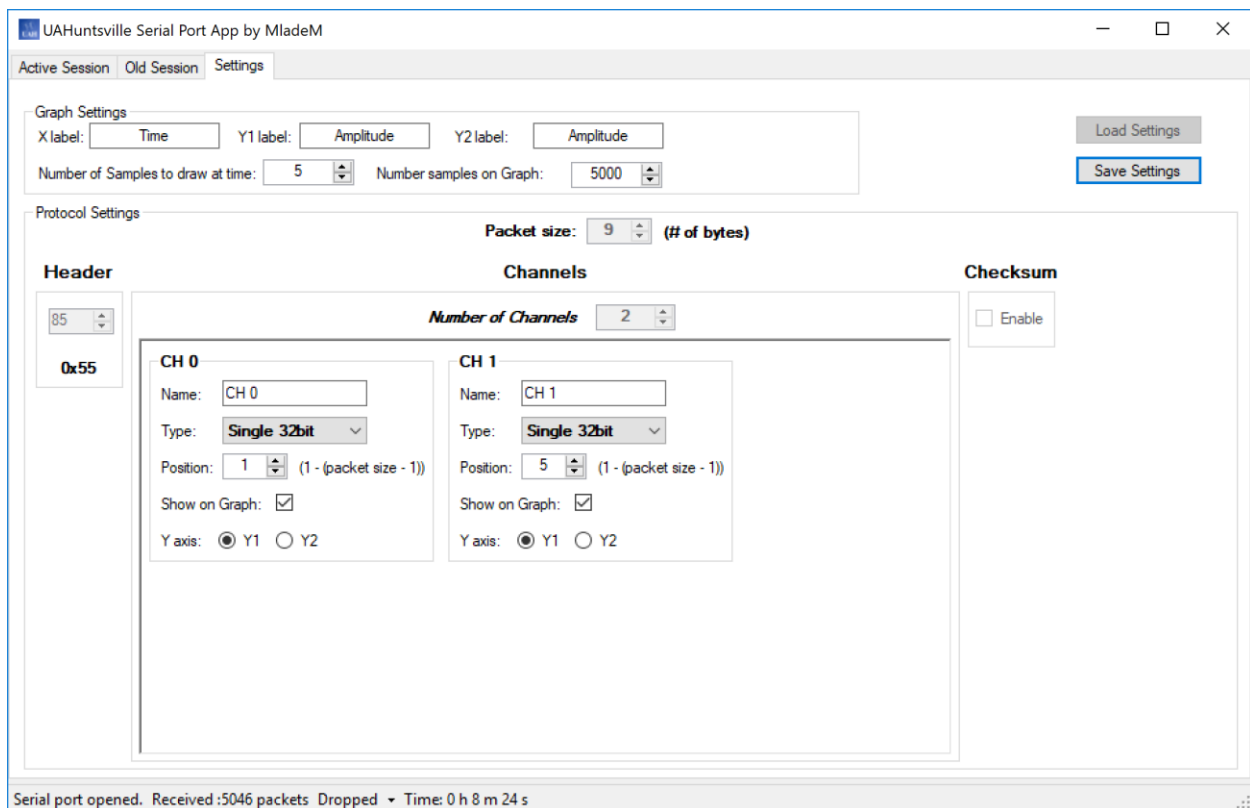 UAHuntsville Serial Port App by MladeM
Active Session Old Session Settings
Graph Settings
X label: Time Y1 label: Amplitude Y2 label: Amplitude
Load Settings
Number of Samples to draw at time: 5 Number samples on Graph: 5000
Save Settings
Protocol Settings
Packet size: 9 (# of bytes)
Header Channels Checksum
85 Number of Channels 2 Enable
0x55
CH 0 CH 1
Name: CH 0 Name: CH 1
Type: Single 32bit Type: Single 32bit
Position: 1 (1 - (packet size - 1)) Position: 5 (1 - (packet size - 1))
Show on Graph: Show on Graph:
Y axis: Y1 Y2 Y axis: Y1 Y2
Serial port opened. Received :5046 packets Dropped Time: 0 h 8 m 24 s